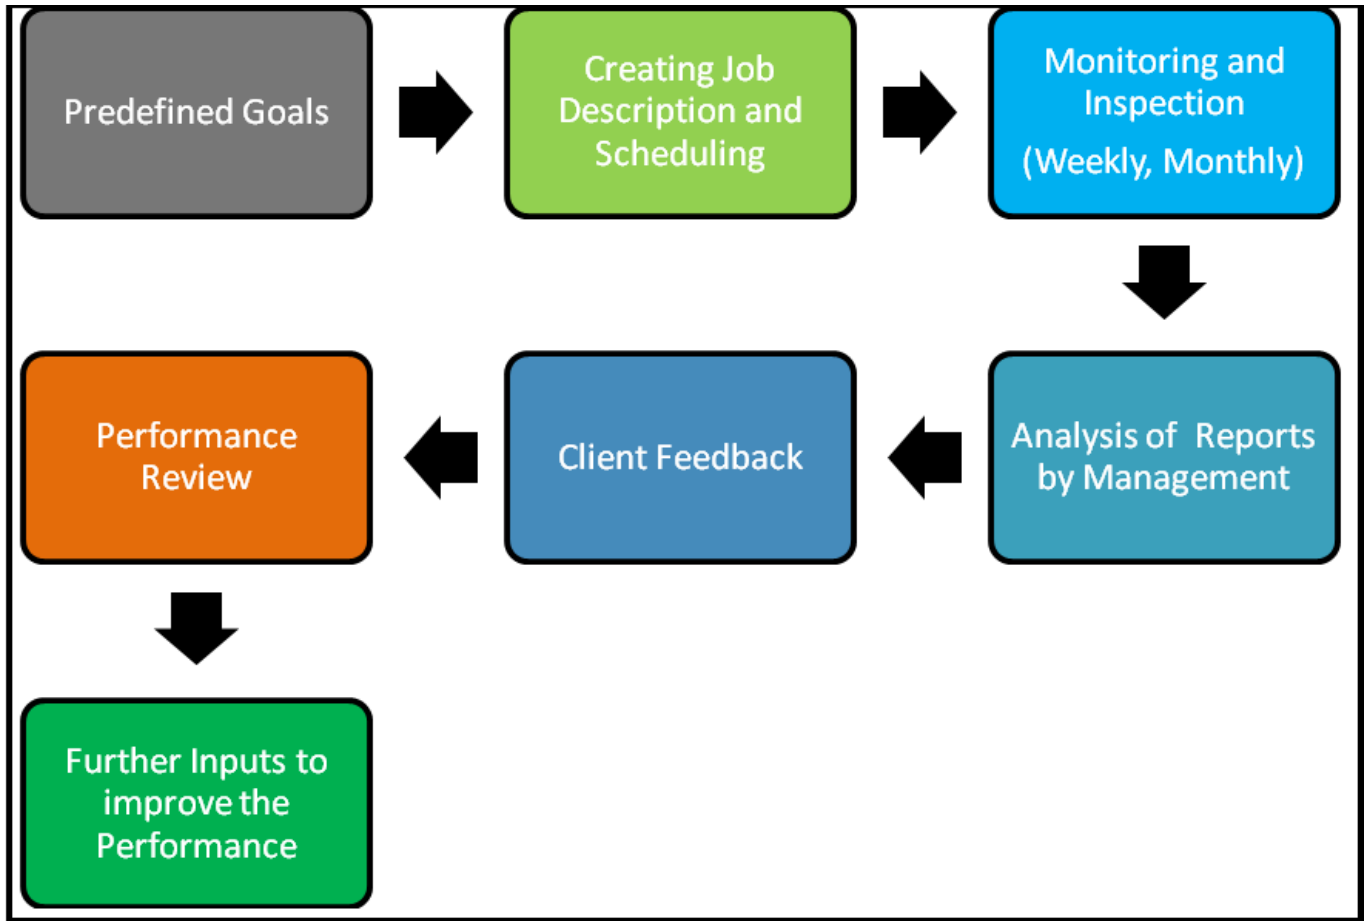 Predefined Goals
Creating Job
Description and
Scheduling
Monitoring and
Inspection
(Weekly, Monthly)
Analysis of  Reports
by Management
Client Feedback
Performance
Review
Further Inputs to
improve the
Performance